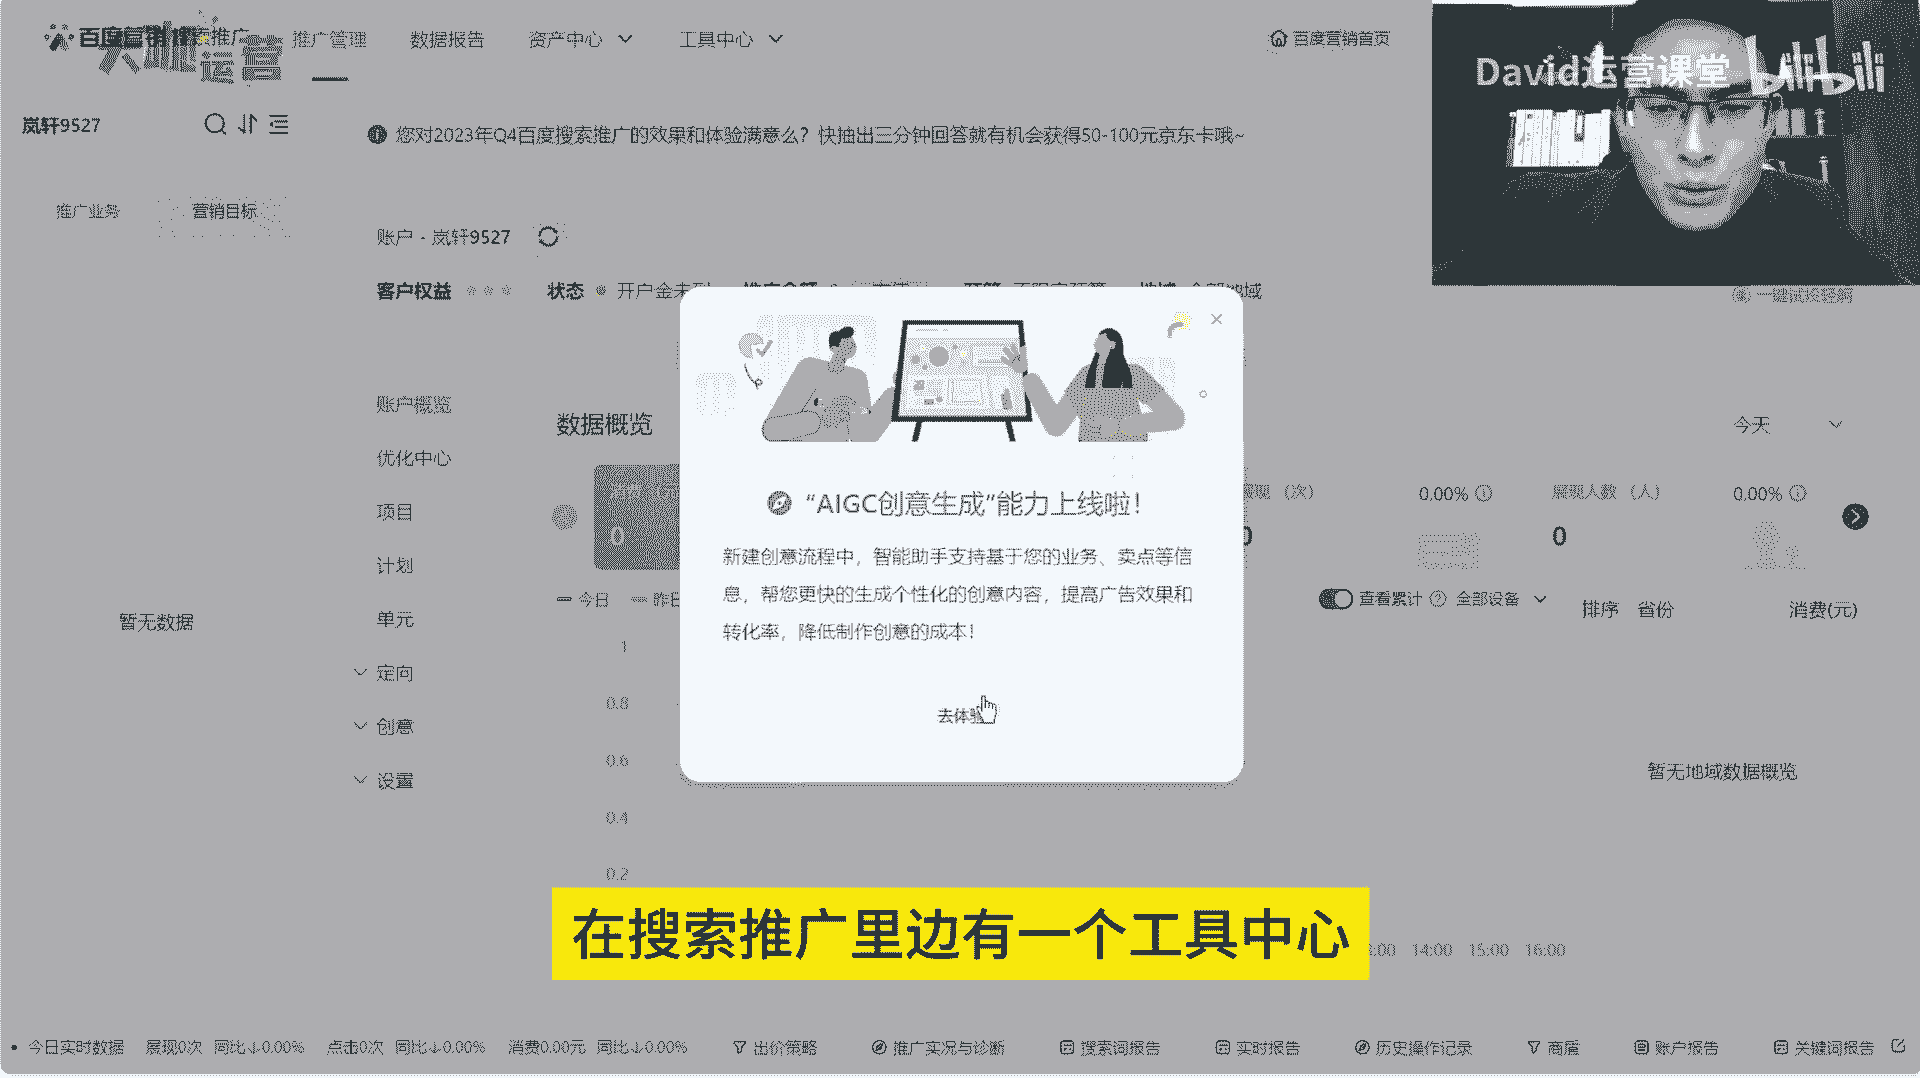 百度营销 搜索推广
大地运营
推广管理
数据报告
资产中心
工具中心
百度营销首页
David运营课堂
bilibili
岚轩9527
您对2023年Q4百度搜索推广的效果和体验满意么？快抽出三分钟回答就有机会获得50-100元京东卡哦~
推广业务
营销目标
账户 - 岚轩9527
客户权益
状态
开户金未到
全部地域
一键试投轻舸
账户概览
优化中心
项目
计划
单元
定向
创意
设置
暂无数据
数据概览
今天
0
展现（次）
0.00%
0
展现人数（人）
0.00%
0
今日
昨日
查看累计
全部设备
排序
省份
消费(元)
1
0.8
0.6
0.4
0.2
暂无地域数据概览
“AIGC创意生成”能力上线啦！
新建创意流程中，智能助手支持基于您的业务、卖点等信
息，帮您更快的生成个性化的创意内容，提高广告效果和
转化率，降低制作创意的成本！
去体验
在搜索推广里边有一个工具中心
14:00
15:00
16:00
今日实时数据
展现0次 同比↓0.00%
点击0次 同比↓0.00%
消费0.00元 同比↓0.00%
出价策略
推广实况与诊断
搜索词报告
实时报告
历史操作记录
商盾
账户报告
关键词报告